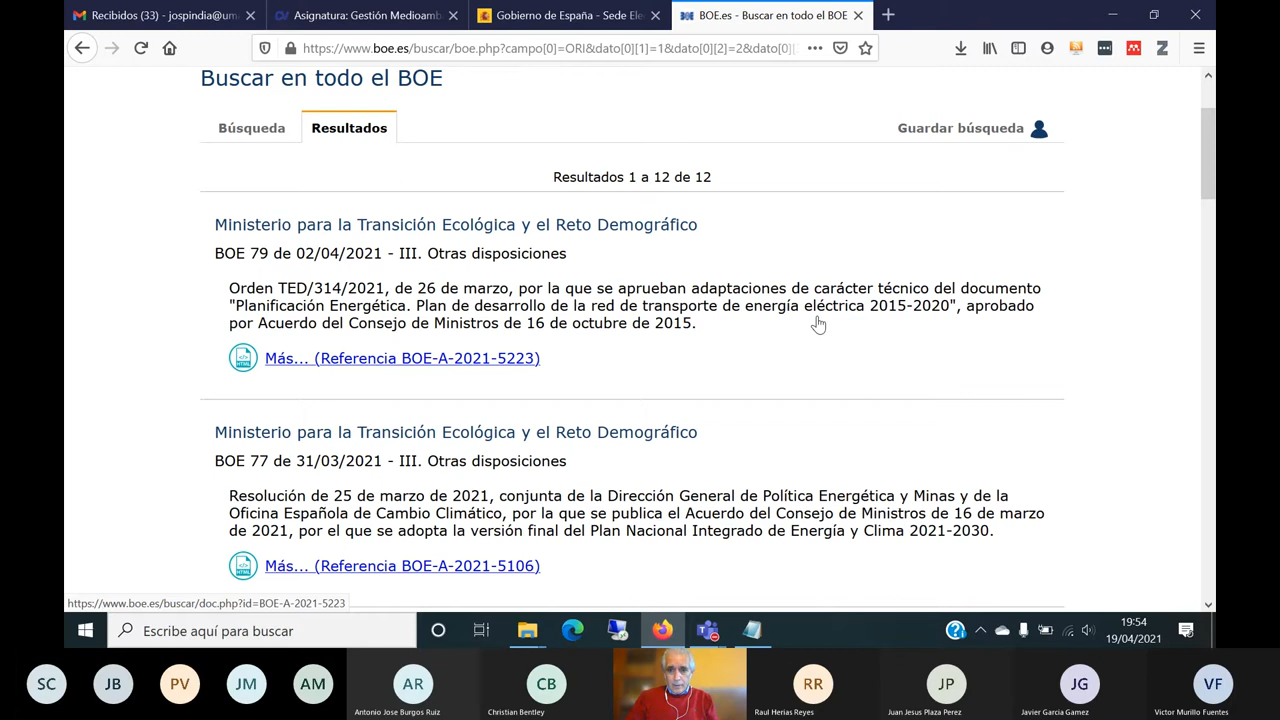 Recibidos (33) - jospindia@um
Asignatura: Gestión Medioamb
Gobierno de España - Sede Ele
BOE.es - Buscar en todo el BOE
https://www.boe.es/buscar/boe.php?campo[0]=ORI&dato[0][1]=1&dato[0][2]=2&dato[0]
Buscar en todo el BOE
Búsqueda
Resultados
Guardar búsqueda
Resultados 1 a 12 de 12
Ministerio para la Transición Ecológica y el Reto Demográfico
BOE 79 de 02/04/2021 - III. Otras disposiciones
Orden TED/314/2021, de 26 de marzo, por la que se aprueban adaptaciones de carácter técnico del documento
"Planificación Energética. Plan de desarrollo de la red de transporte de energía eléctrica 2015-2020", aprobado
por Acuerdo del Consejo de Ministros de 16 de octubre de 2015.
Más... (Referencia BOE-A-2021-5223)
Ministerio para la Transición Ecológica y el Reto Demográfico
BOE 77 de 31/03/2021 - III. Otras disposiciones
Resolución de 25 de marzo de 2021, conjunta de la Dirección General de Política Energética y Minas y de la
Oficina Española de Cambio Climático, por la que se publica el Acuerdo del Consejo de Ministros de 16 de marzo
de 2021, por el que se adopta la versión final del Plan Nacional Integrado de Energía y Clima 2021-2030.
Más... (Referencia BOE-A-2021-5106)
https://www.boe.es/buscar/doc.php?id=BOE-A-2021-5223
Escribe aquí para buscar
19:54
19/04/2021
SC
JB
PV
JM
AM
AR
Antonio Jose Burgos Ruiz
CB
Christian Bentley
RR
Raul Herias Reyes
JP
Juan Jesus Plaza Perez
JG
Javier Garcia Gamez
VF
Victor Murillo Fuentes